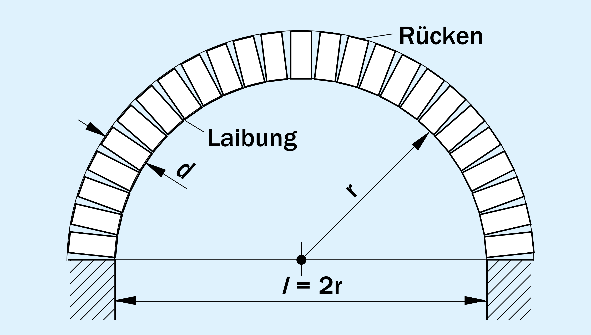 Rücken
Laibung
d
r
l = 2r